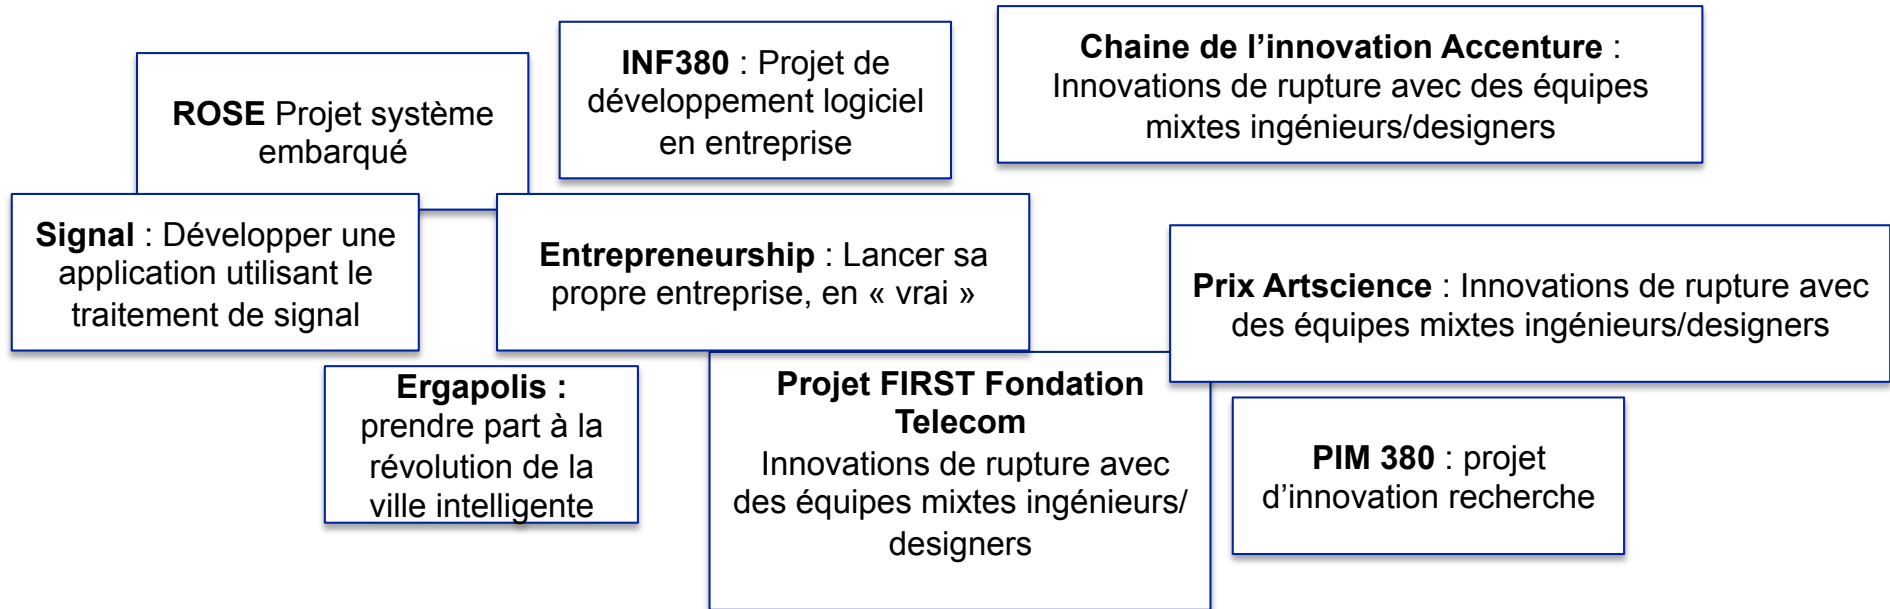 ROSE Projet système
embarqué
INF380 : Projet de
développement logiciel
en entreprise
Chaine de l’innovation Accenture :
Innovations de rupture avec des équipes
mixtes ingénieurs/designers
Signal : Développer une
application utilisant le
traitement de signal
Entrepreneurship : Lancer sa
propre entreprise, en « vrai »
Prix Artscience : Innovations de rupture avec
des équipes mixtes ingénieurs/designers
Ergapolis :
prendre part à la
révolution de la
ville intelligente
Projet FIRST Fondation
Telecom
Innovations de rupture avec
des équipes mixtes ingénieurs/
designers
PIM 380 : projet
d’innovation recherche